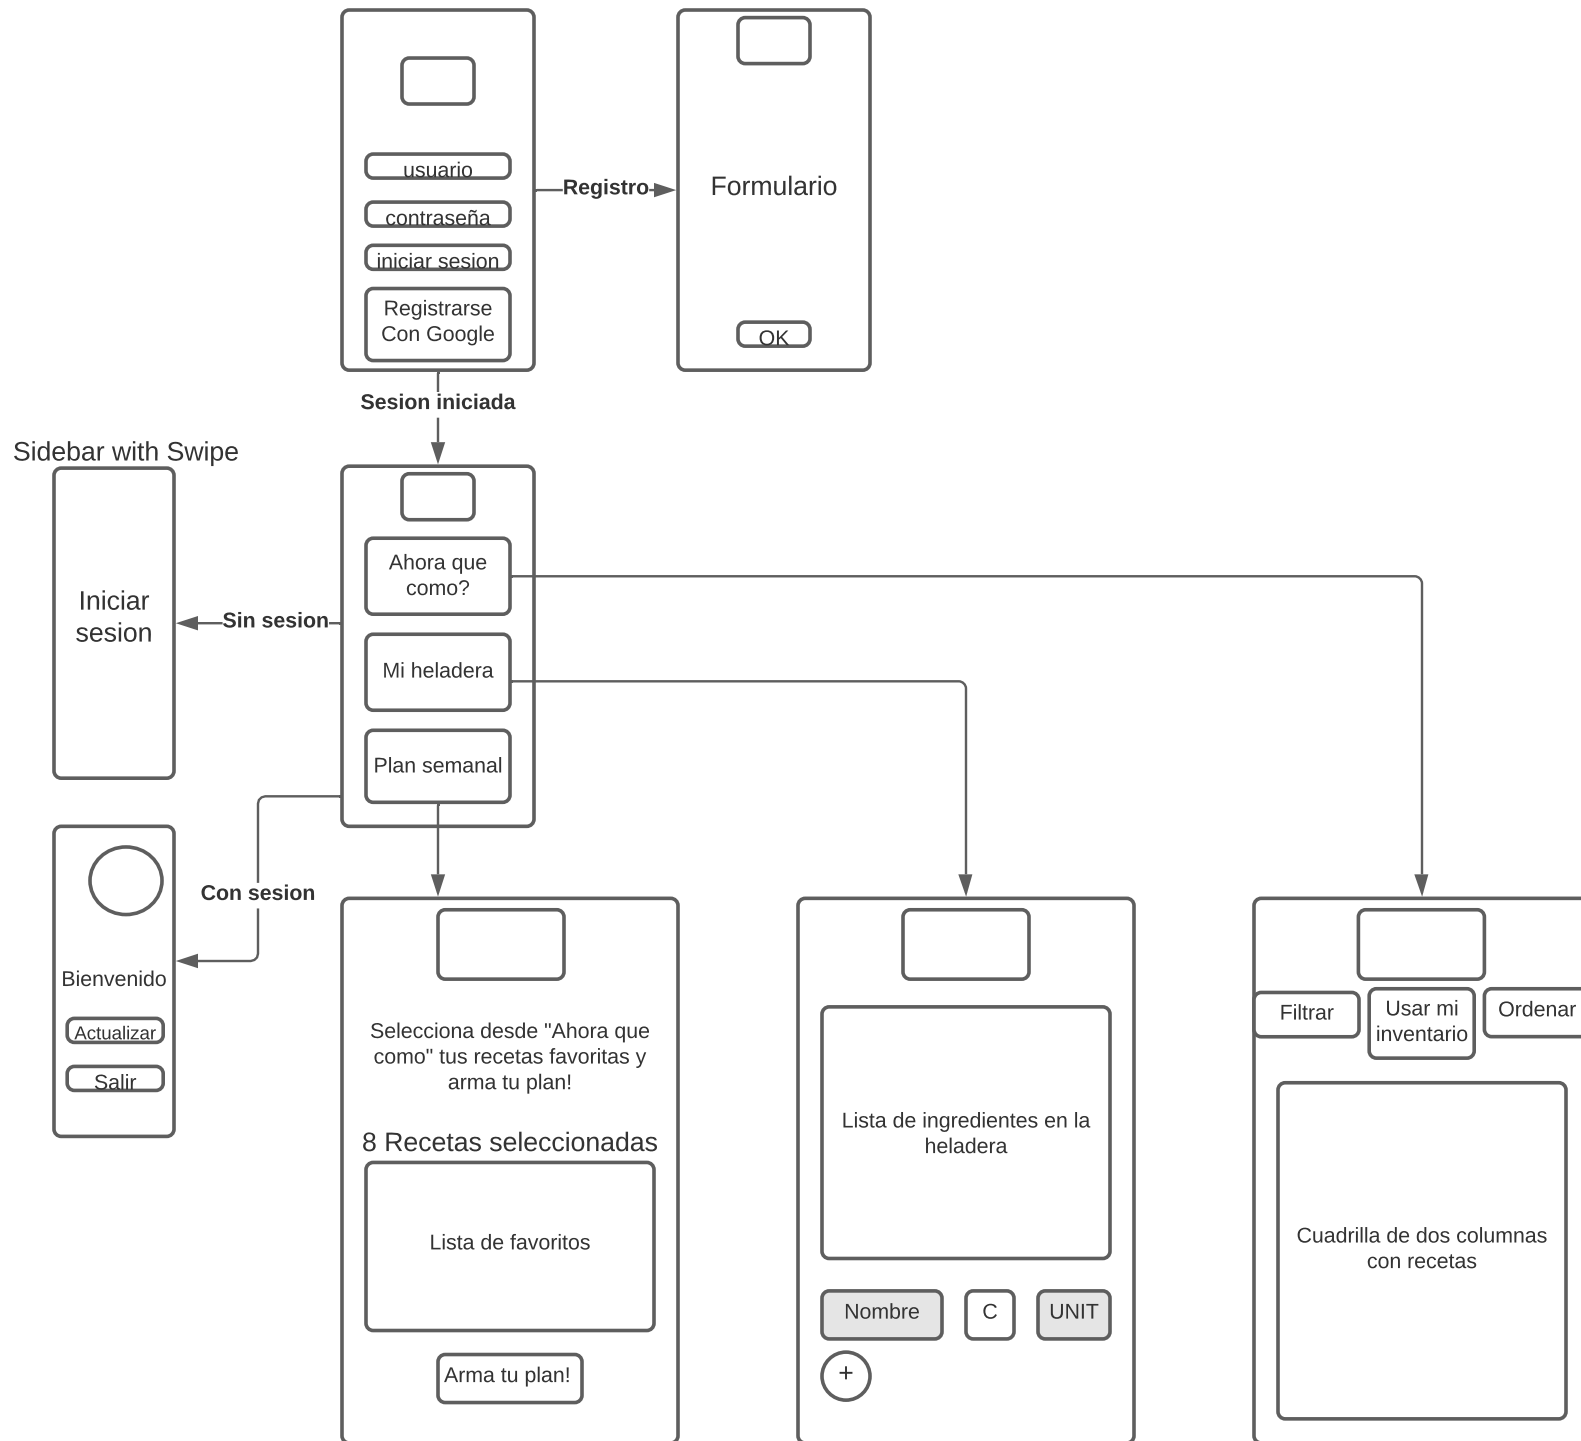 usuario
contraseña
iniciar sesion
Registrarse
Con Google
Registro
Formulario
OK
Sesion iniciada
Sidebar with Swipe
Iniciar
sesion
Sin sesion
Ahora que
como?
Mi heladera
Plan semanal
Con sesion
Bienvenido
Actualizar
Salir
Selecciona desde "Ahora que
como" tus recetas favoritas y
arma tu plan!
8 Recetas seleccionadas
Lista de favoritos
Arma tu plan!
Lista de ingredientes en la
heladera
Nombre
C
UNIT
+
Filtrar
Usar mi
inventario
Ordenar
Cuadrilla de dos columnas
con recetas